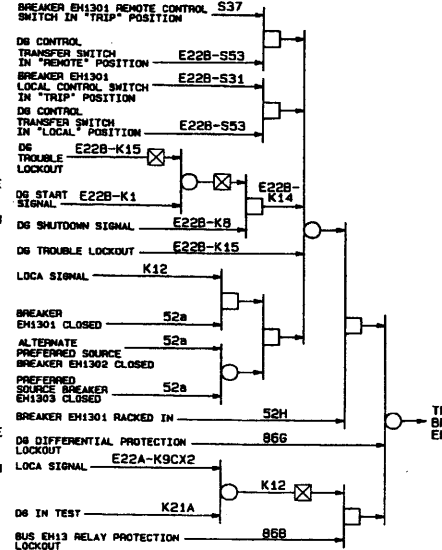 BREAKER EH1301 REMOTE CONTROL S37
SWITCH IN "TRIP" POSITION
DG CONTROL
TRANSFER SWITCH E22B-S53
IN "REMOTE" POSITION
BREAKER EH1301 E22B-S31
LOCAL CONTROL SWITCH
IN "TRIP" POSITION
DG CONTROL
TRANSFER SWITCH E22B-S53
IN "LOCAL" POSITION
DG
TROUBLE E22B-K15
LOCKOUT
DG START E22B-K1
SIGNAL
E22B-
K14
DG SHUTDOWN SIGNAL E22B-K8
DG TROUBLE LOCKOUT E22B-K15
LOCA SIGNAL K12
BREAKER 52a
EH1301 CLOSED
ALTERNATE 52a
PREFERRED SOURCE
BREAKER EH1302 CLOSED
PREFERRED 52a
SOURCE BREAKER
EH1303 CLOSED
BREAKER EH1301 RACKED IN 52H
DG DIFFERENTIAL PROTECTION 86G
LOCKOUT
LOCA SIGNAL E22A-K9CX2
K12
DG IN TEST K21A
BUS EH13 RELAY PROTECTION 86B
LOCKOUT